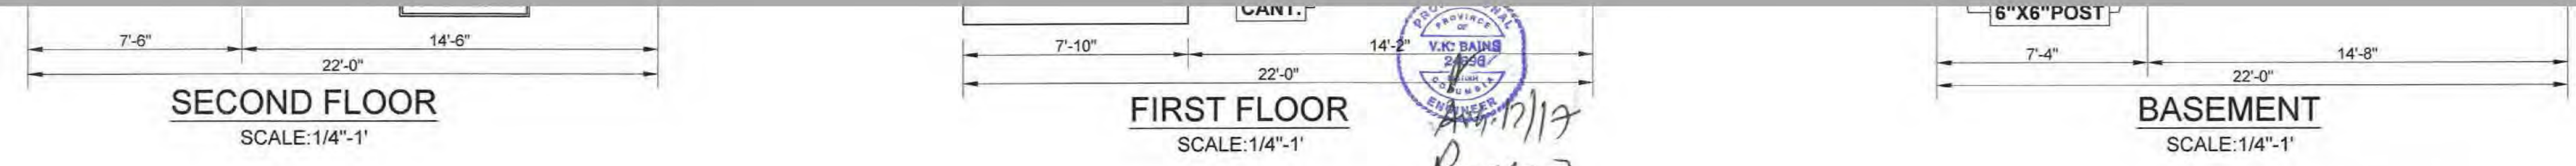 CANT.
6"X6"POST
7'-6" 14'-6"
22'-0"
SECOND FLOOR
SCALE:1/4"-1'
7'-10" 14'-2"
22'-0"
FIRST FLOOR
SCALE:1/4"-1'
PROVINCE
OF
V.K. BAINS
COLUMBIA
ENGINEER
7'-4" 14'-8"
22'-0"
BASEMENT
SCALE:1/4"-1'